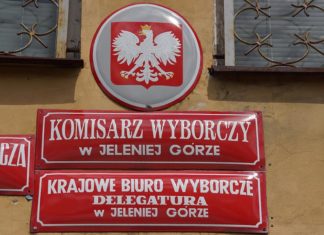 KOMISARZ WYBORCZY
W JELENIEJ GÓRZE
KRAJOWE BIURO WYBORCZE
DELEGATURA
W JELENIEJ GÓRZE